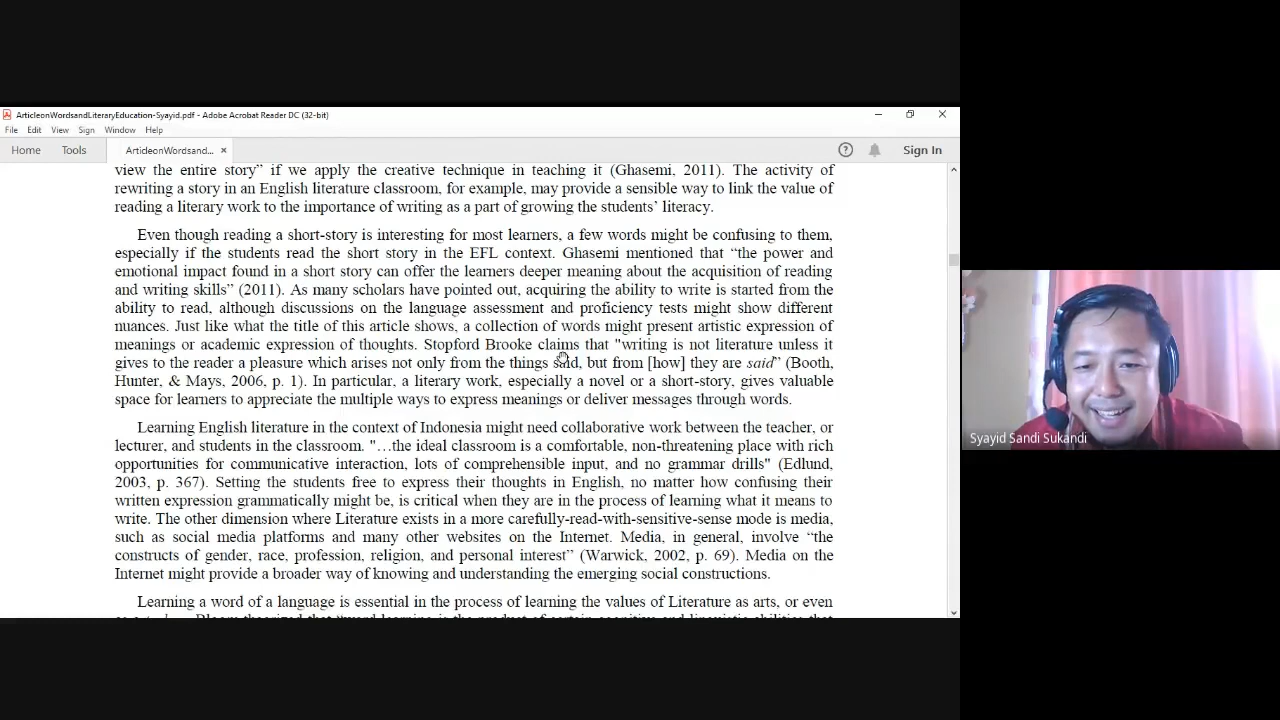 ArticleonWordsandLiteraryEducation-Syayid.pdf - Adobe Acrobat Reader DC (32-bit)
File Edit View Sign Window Help
Home Tools ArticleonWordsand... × Sign In
view the entire story” if we apply the creative technique in teaching it (Ghasemi, 2011). The activity of
rewriting a story in an English literature classroom, for example, may provide a sensible way to link the value of
reading a literary work to the importance of writing as a part of growing the students’ literacy.
Even though reading a short-story is interesting for most learners, a few words might be confusing to them,
especially if the students read the short story in the EFL context. Ghasemi mentioned that “the power and
emotional impact found in a short story can offer the learners deeper meaning about the acquisition of reading
and writing skills” (2011). As many scholars have pointed out, acquiring the ability to write is started from the
ability to read, although discussions on the language assessment and proficiency tests might show different
nuances. Just like what the title of this article shows, a collection of words might present artistic expression of
meanings or academic expression of thoughts. Stopford Brooke claims that "writing is not literature unless it
gives to the reader a pleasure which arises not only from the things said, but from [how] they are said” (Booth,
Hunter, & Mays, 2006, p. 1). In particular, a literary work, especially a novel or a short-story, gives valuable
space for learners to appreciate the multiple ways to express meanings or deliver messages through words.
Learning English literature in the context of Indonesia might need collaborative work between the teacher, or
lecturer, and students in the classroom. "…the ideal classroom is a comfortable, non-threatening place with rich
opportunities for communicative interaction, lots of comprehensible input, and no grammar drills" (Edlund,
2003, p. 367). Setting the students free to express their thoughts in English, no matter how confusing their
written expression grammatically might be, is critical when they are in the process of learning what it means to
write. The other dimension where Literature exists in a more carefully-read-with-sensitive-sense mode is media,
such as social media platforms and many other websites on the Internet. Media, in general, involve “the
constructs of gender, race, profession, religion, and personal interest” (Warwick, 2002, p. 69). Media on the
Internet might provide a broader way of knowing and understanding the emerging social constructions.
Learning a word of a language is essential in the process of learning the values of Literature as arts, or even
Bloom theorized that “word learning is the product of certain cognitive and linguistic abilities that
Syayid Sandi Sukandi